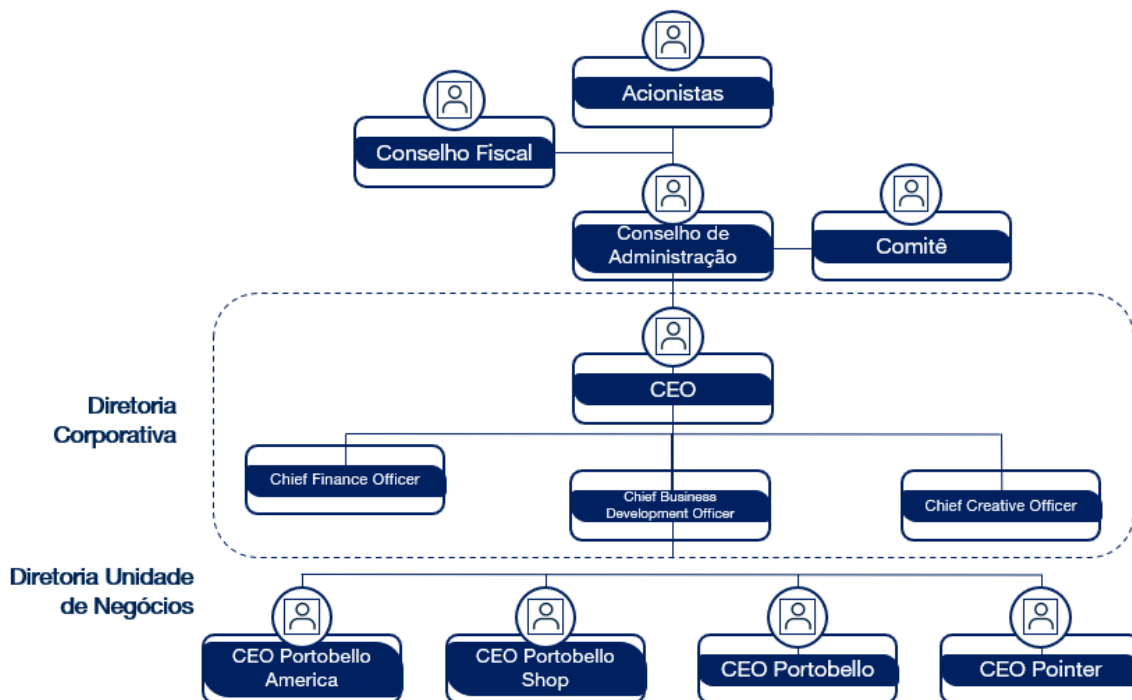 Acionistas
Conselho Fiscal
Conselho de
Administração
Comitê
CEO
Diretoria
Corporativa
Chief Finance Officer
Chief Business
Development Officer
Chief Creative Officer
Diretoria Unidade
de Negócios
CEO Portobello
America
CEO Portobello
Shop
CEO Portobello
CEO Pointer